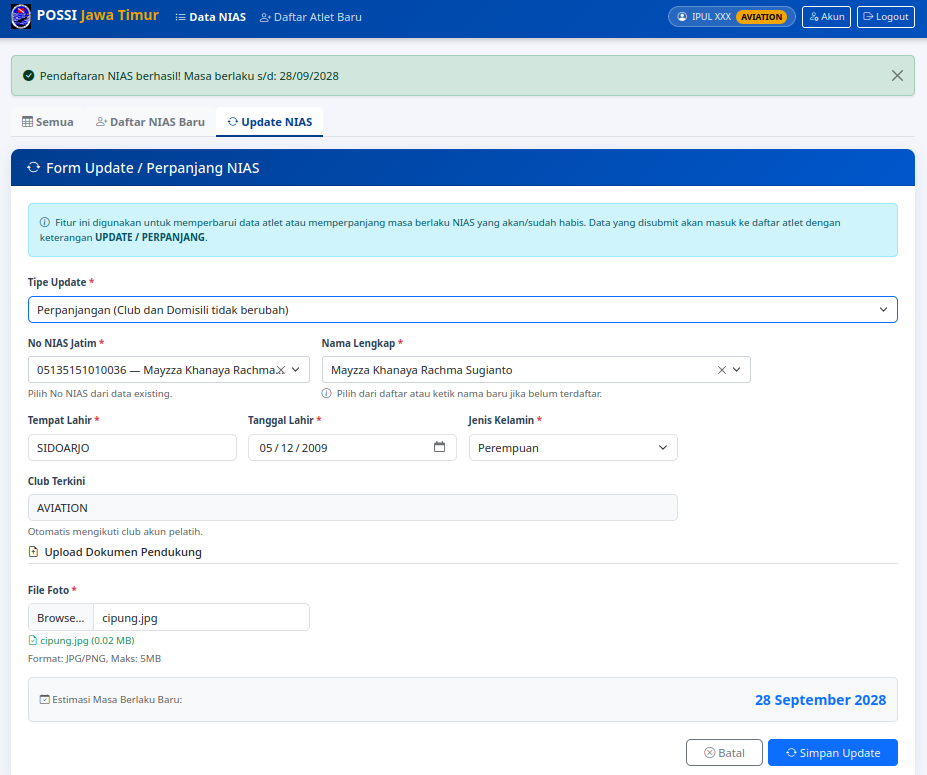 POSSI Jawa Timur
Data NIAS
Daftar Atlet Baru
IPUL XXX
AVIATION
Akun
Logout
Pendaftaran NIAS berhasil! Masa berlaku s/d: 28/09/2028
Semua
Daftar NIAS Baru
Update NIAS
Form Update / Perpanjang NIAS
Fitur ini digunakan untuk memperbarui data atlet atau memperpanjang masa berlaku NIAS yang akan/sudah habis. Data yang disubmit akan masuk ke daftar atlet dengan
keterangan UPDATE / PERPANJANG.
Tipe Update *
Perpanjangan (Club dan Domisili tidak berubah)
No NIAS Jatim *
Nama Lengkap *
05135151010036 — Mayzza Khanaya Rachma...
Mayzza Khanaya Rachma Sugianto
Pilih No NIAS dari data existing.
Pilih dari daftar atau ketik nama baru jika belum terdaftar.
Tempat Lahir *
Tanggal Lahir *
Jenis Kelamin *
SIDOARJO
05/12/2009
Perempuan
Club Terkini
AVIATION
Otomatis mengikuti club akun pelatih.
Upload Dokumen Pendukung
File Foto *
Browse... cipung.jpg
cipung.jpg (0.02 MB)
Format: JPG/PNG, Maks: 5MB
Estimasi Masa Berlaku Baru:
28 September 2028
Batal
Simpan Update